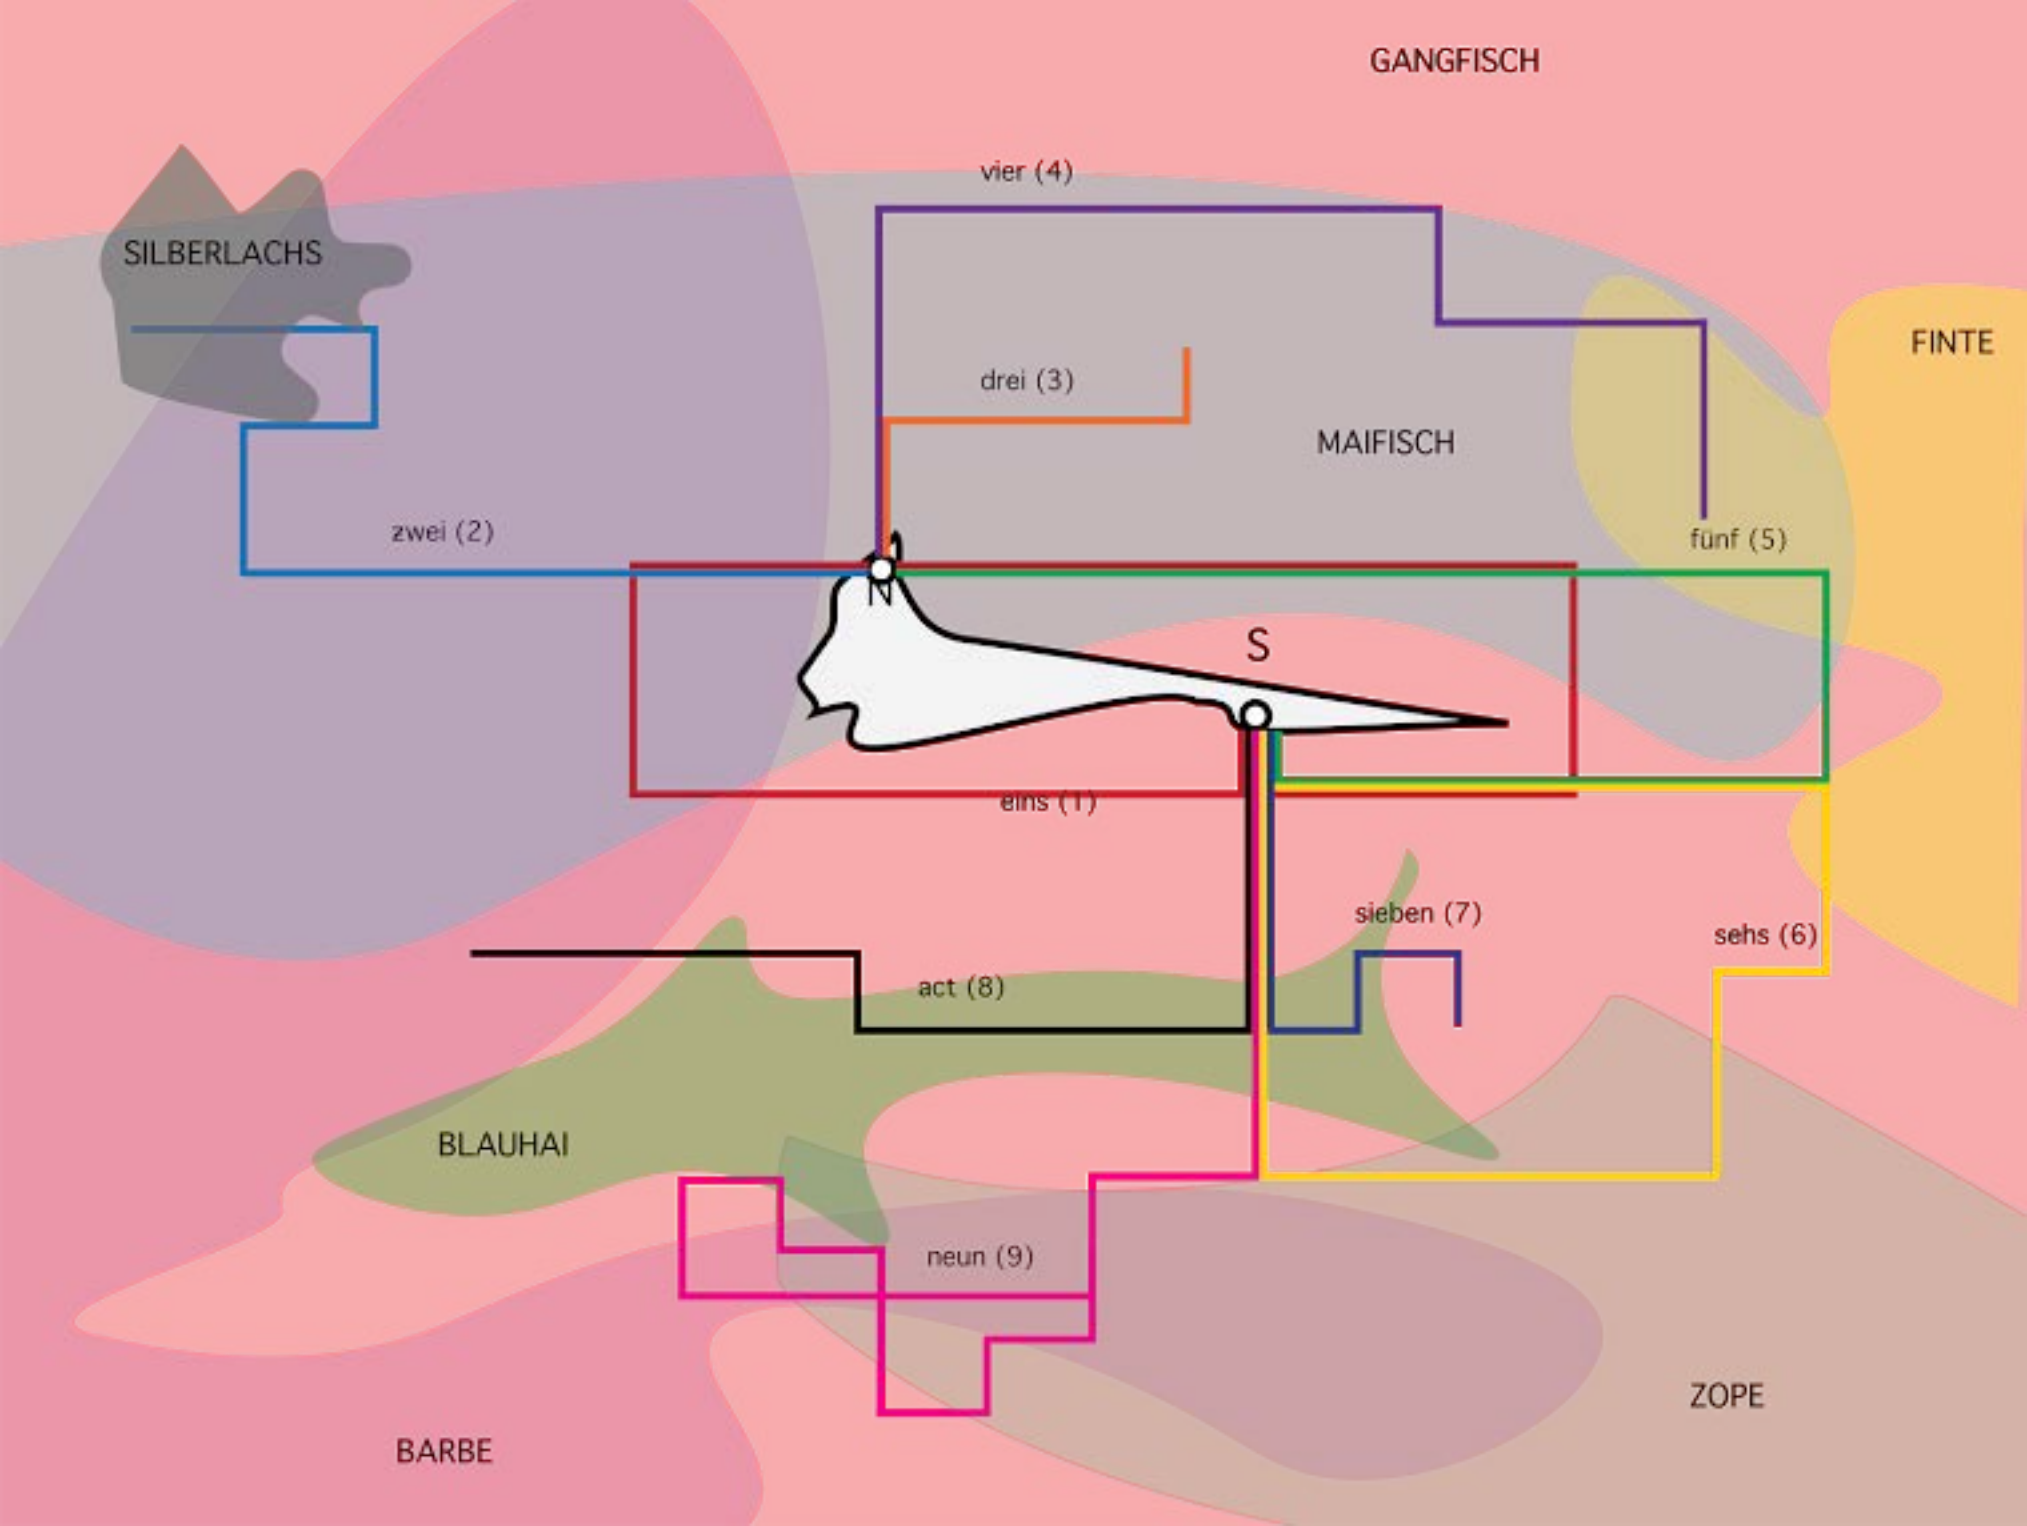 GANGFISCH
vier (4)
SILBERLACHS
FINTE
drei (3)
MAIFISCH
zwei (2)
fünf (5)
N
S
eins (1)
sieben (7)
sehs (6)
act (8)
BLAUHAI
neun (9)
ZOPE
BARBE